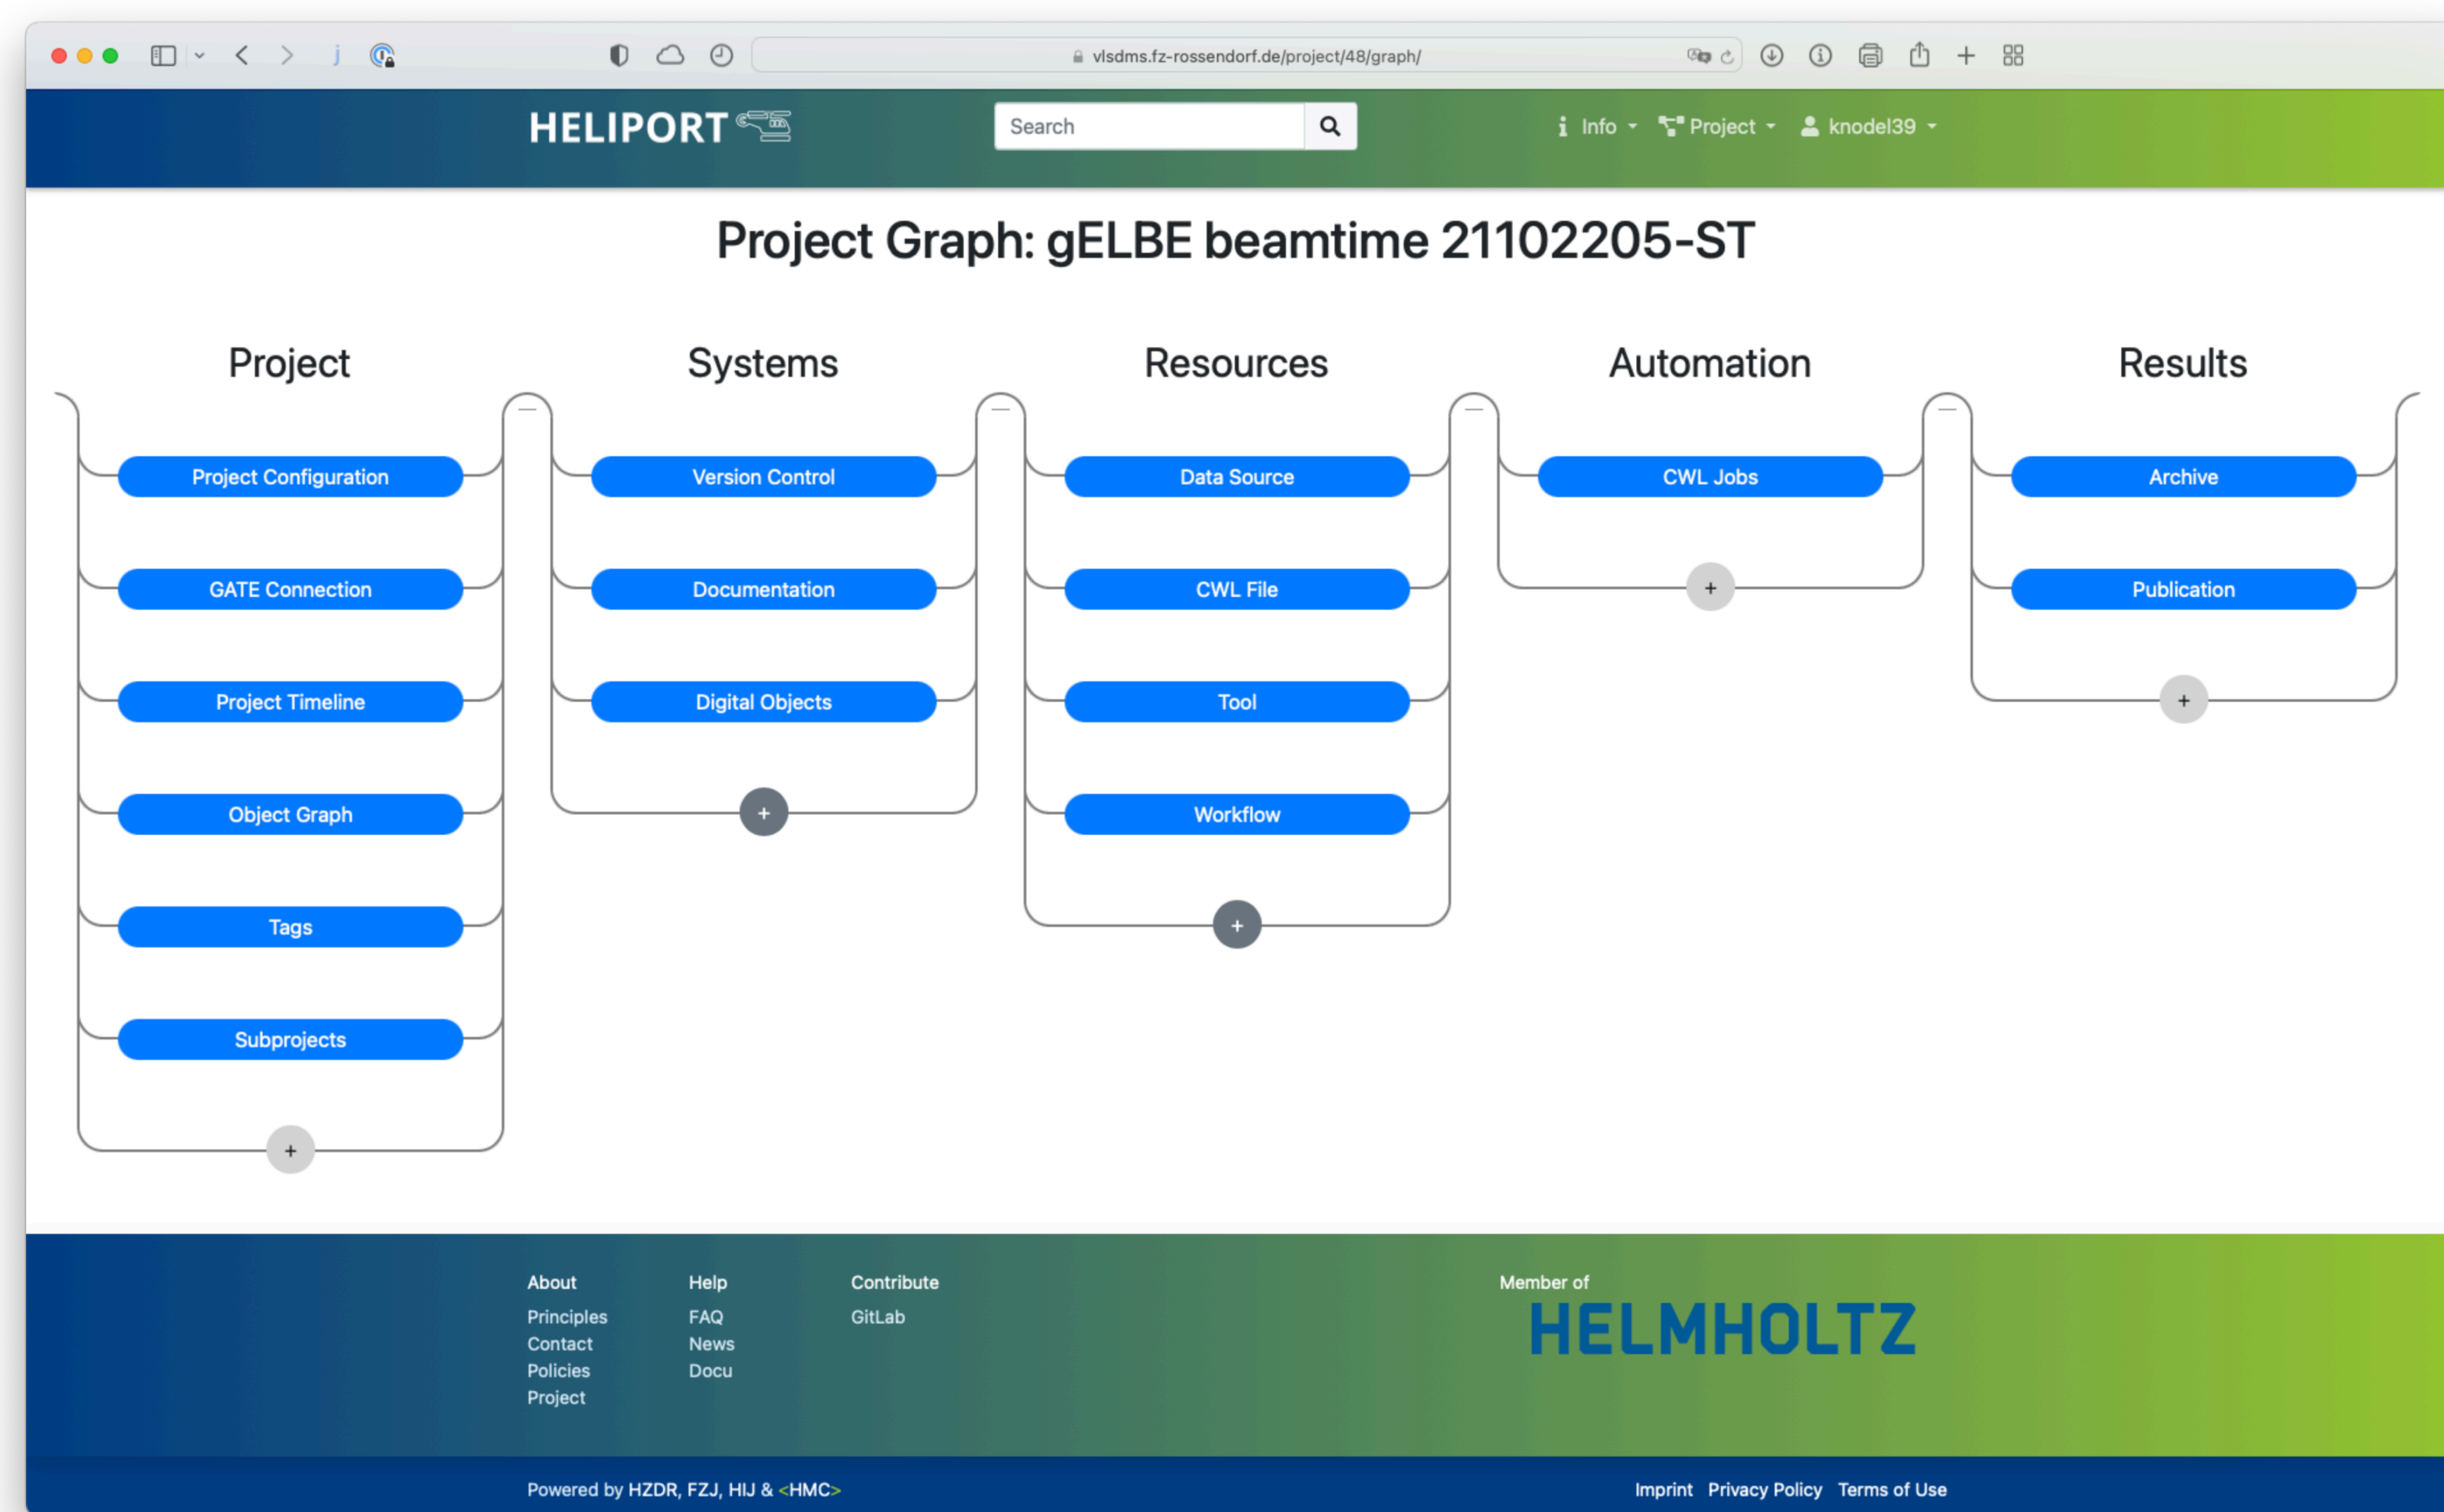 vlsdms.fz-rossendorf.de/project/48/graph/
HELIPORT
Search
Info
Project
knodel39
Project Graph: gELBE beamtime 21102205-ST
Project
Project Configuration
GATE Connection
Project Timeline
Object Graph
Tags
Subprojects
+
Systems
Version Control
Documentation
Digital Objects
+
Resources
Data Source
CWL File
Tool
Workflow
+
Automation
CWL Jobs
+
Results
Archive
Publication
+
About
Principles
Contact
Policies
Project
Help
FAQ
News
Docu
Contribute
GitLab
Member of
HELMHOLTZ
Powered by HZDR, FZJ, HIJ & <HMC>
Imprint Privacy Policy Terms of Use